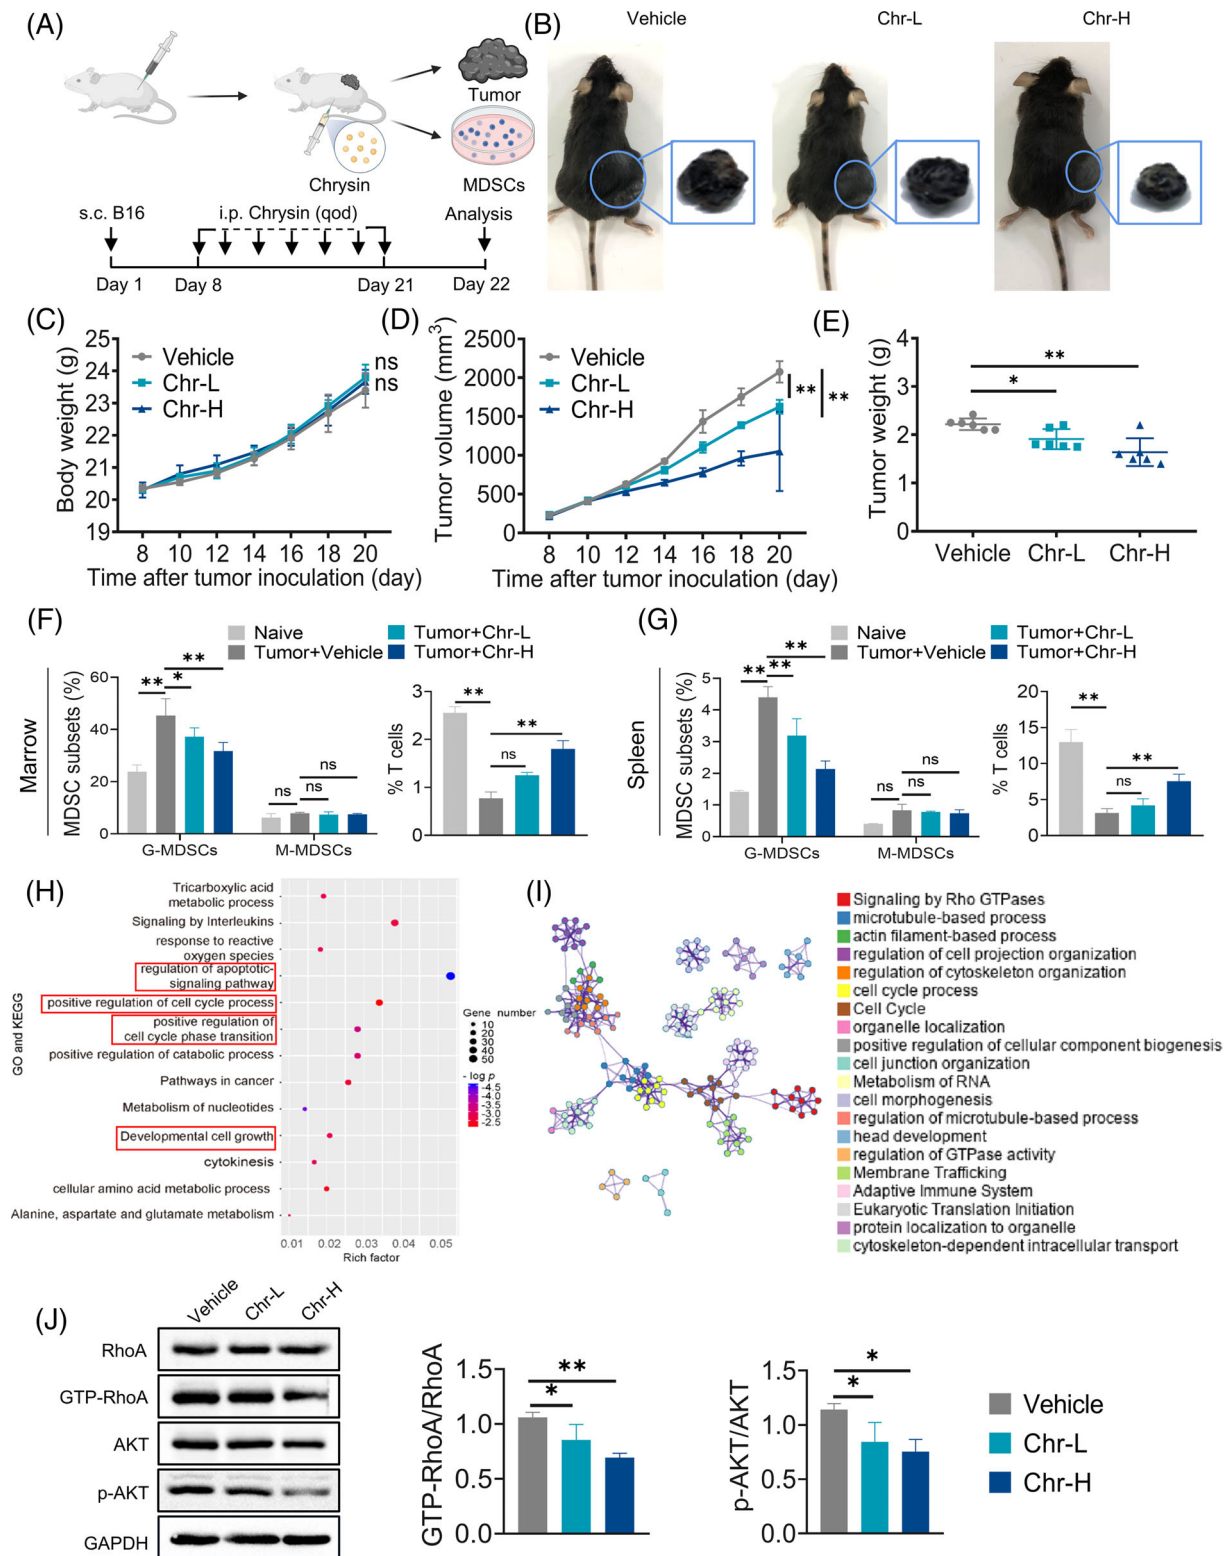 (A)
Tumor
Chrysin
MDSCs
s.c. B16
i.p. Chrysin (qod)
Analysis
Day 1
Day 8
Day 21
Day 22
(B)
Vehicle
Chr-L
Chr-H
(C)
Body weight (g)
25
24
23
22
21
20
19
Vehicle
Chr-L
Chr-H
ns
ns
8 10 12 14 16 18 20
Time after tumor inoculation (day)
(D)
Tumor volume (mm³)
2500
2000
1500
1000
500
0
Vehicle
Chr-L
Chr-H
**
**
8 10 12 14 16 18 20
Time after tumor inoculation (day)
(E)
Tumor weight (g)
4
3
2
1
0
**
*
Vehicle Chr-L Chr-H
(F)
Naive
Tumor+Vehicle
Tumor+Chr-L
Tumor+Chr-H
Marrow
MDSC subsets (%)
60
40
20
0
**
** *
ns
ns ns
G-MDSCs M-MDSCs
% T cells
3
2
1
0
**
**
ns
(G)
Naive
Tumor+Vehicle
Tumor+Chr-L
Tumor+Chr-H
Spleen
MDSC subsets (%)
5
4
3
2
1
0
**
** **
ns
ns ns
G-MDSCs M-MDSCs
% T cells
20
15
10
5
0
**
**
ns
(H)
GO and KEGG
Tricarboxylic acid
metabolic process
Signaling by Interleukins
response to reactive
oxygen species
regulation of apoptotic-
signaling pathway
positive regulation of cell cycle process
positive regulation of
cell cycle phase transition
positive regulation of catabolic process
Pathways in cancer
Metabolism of nucleotides
Developmental cell growth
cytokinesis
cellular amino acid metabolic process
Alanine, aspartate and glutamate metabolism
0.01 0.02 0.03 0.04 0.05
Rich factor
Gene number
10
20
30
40
50
- log p
-4.5
-4.0
-3.5
-3.0
-2.5
(I)
Signaling by Rho GTPases
microtubule-based process
actin filament-based process
regulation of cell projection organization
regulation of cytoskeleton organization
cell cycle process
Cell Cycle
organelle localization
positive regulation of cellular component biogenesis
cell junction organization
Metabolism of RNA
cell morphogenesis
regulation of microtubule-based process
head development
regulation of GTPase activity
Membrane Trafficking
Adaptive Immune System
Eukaryotic Translation Initiation
protein localization to organelle
cytoskeleton-dependent intracellular transport
(J)
Vehicle
Chr-L
Chr-H
RhoA
GTP-RhoA
AKT
p-AKT
GAPDH
GTP-RhoA/RhoA
1.5
1.0
0.5
0.0
**
*
p-AKT/AKT
1.5
1.0
0.5
0.0
*
*
Vehicle
Chr-L
Chr-H